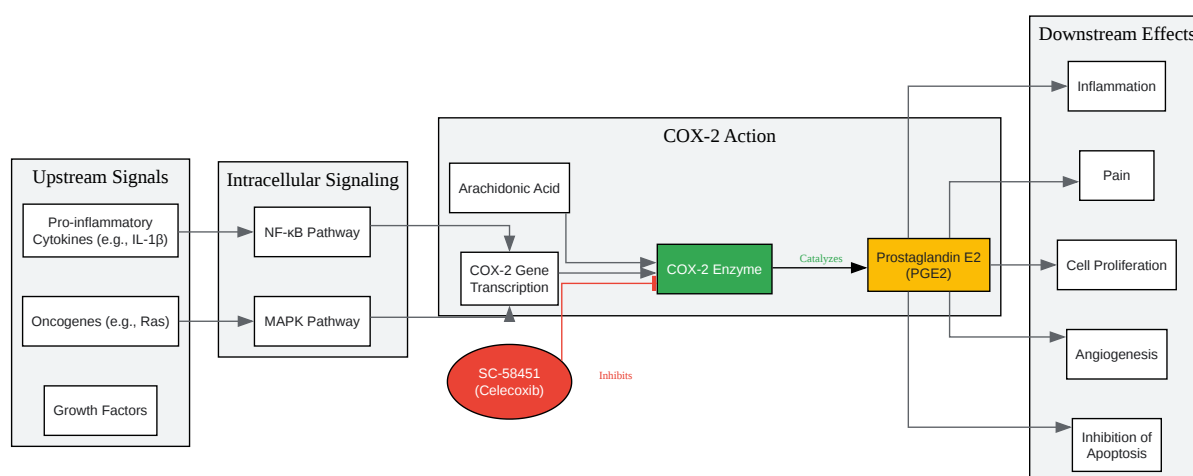 Upstream Signals
Pro-inflammatory
Cytokines (e.g., IL-1β)
Oncogenes (e.g., Ras)
Growth Factors
Intracellular Signaling
NF-κB Pathway
MAPK Pathway
COX-2 Action
Arachidonic Acid
COX-2 Gene
Transcription
COX-2 Enzyme
Catalyzes
Prostaglandin E2
(PGE2)
SC-58451
(Celecoxib)
Inhibits
Downstream Effects
Inflammation
Pain
Cell Proliferation
Angiogenesis
Inhibition of
Apoptosis